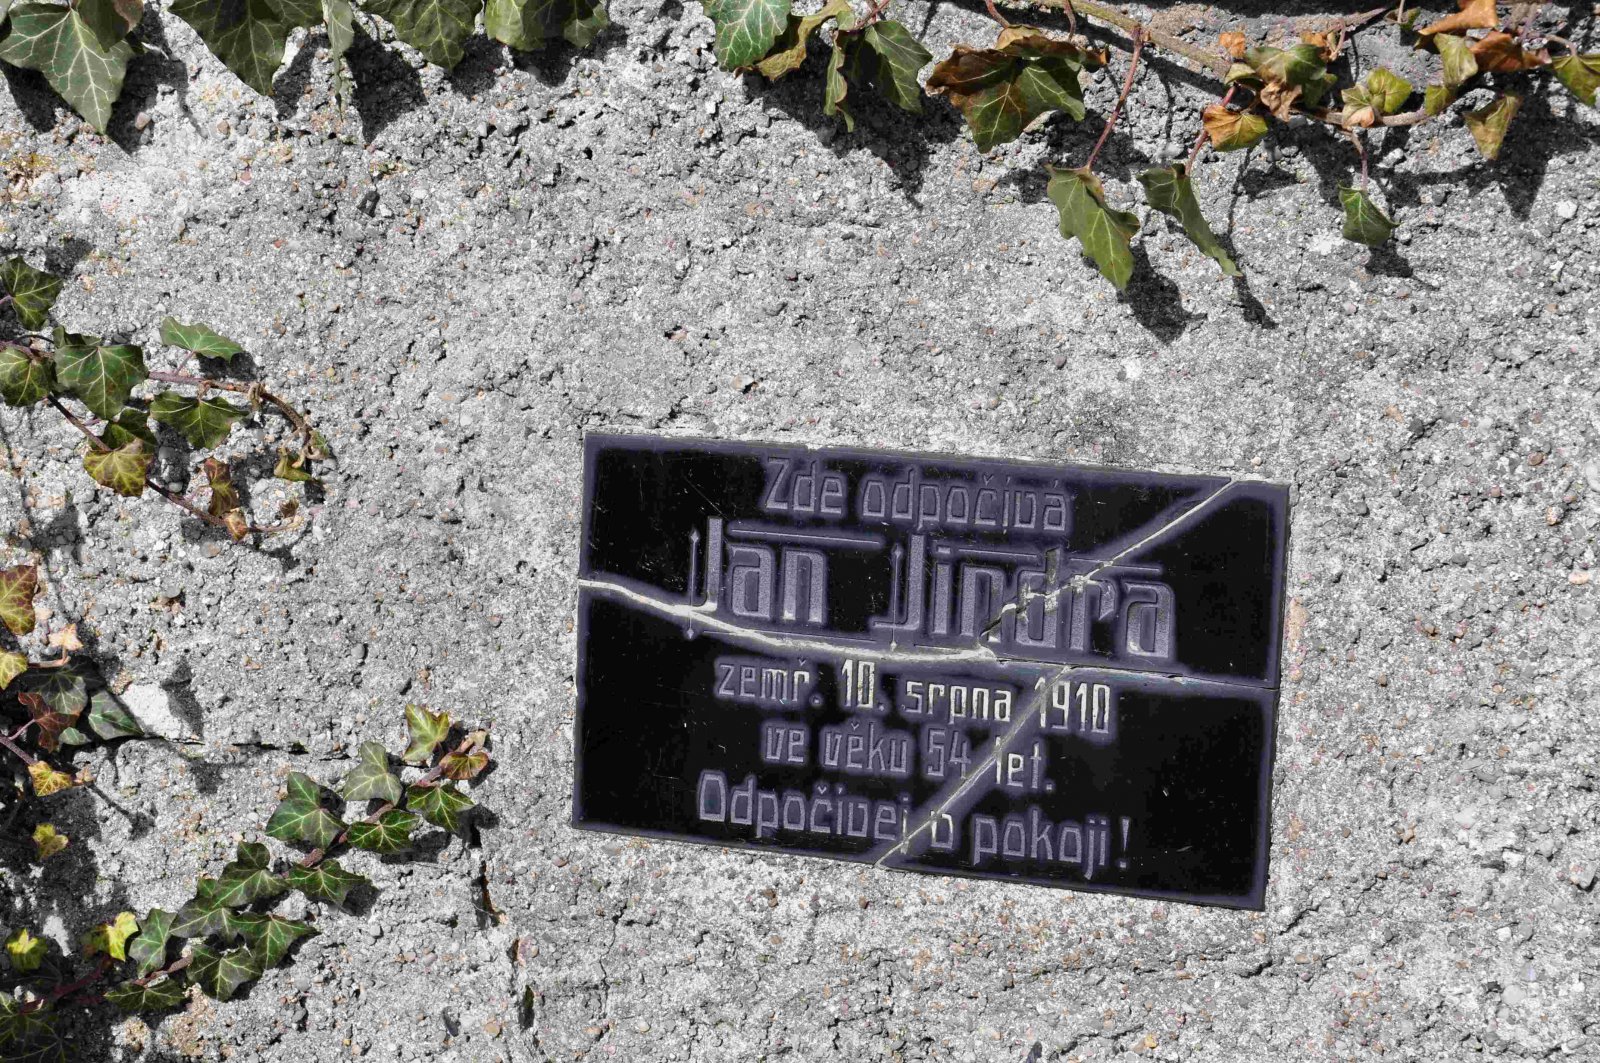 Zde odpočívá
Jan Jindra
zemř. 10. srpna 1910
ve věku 54 let.
Odpočívej v pokoji!